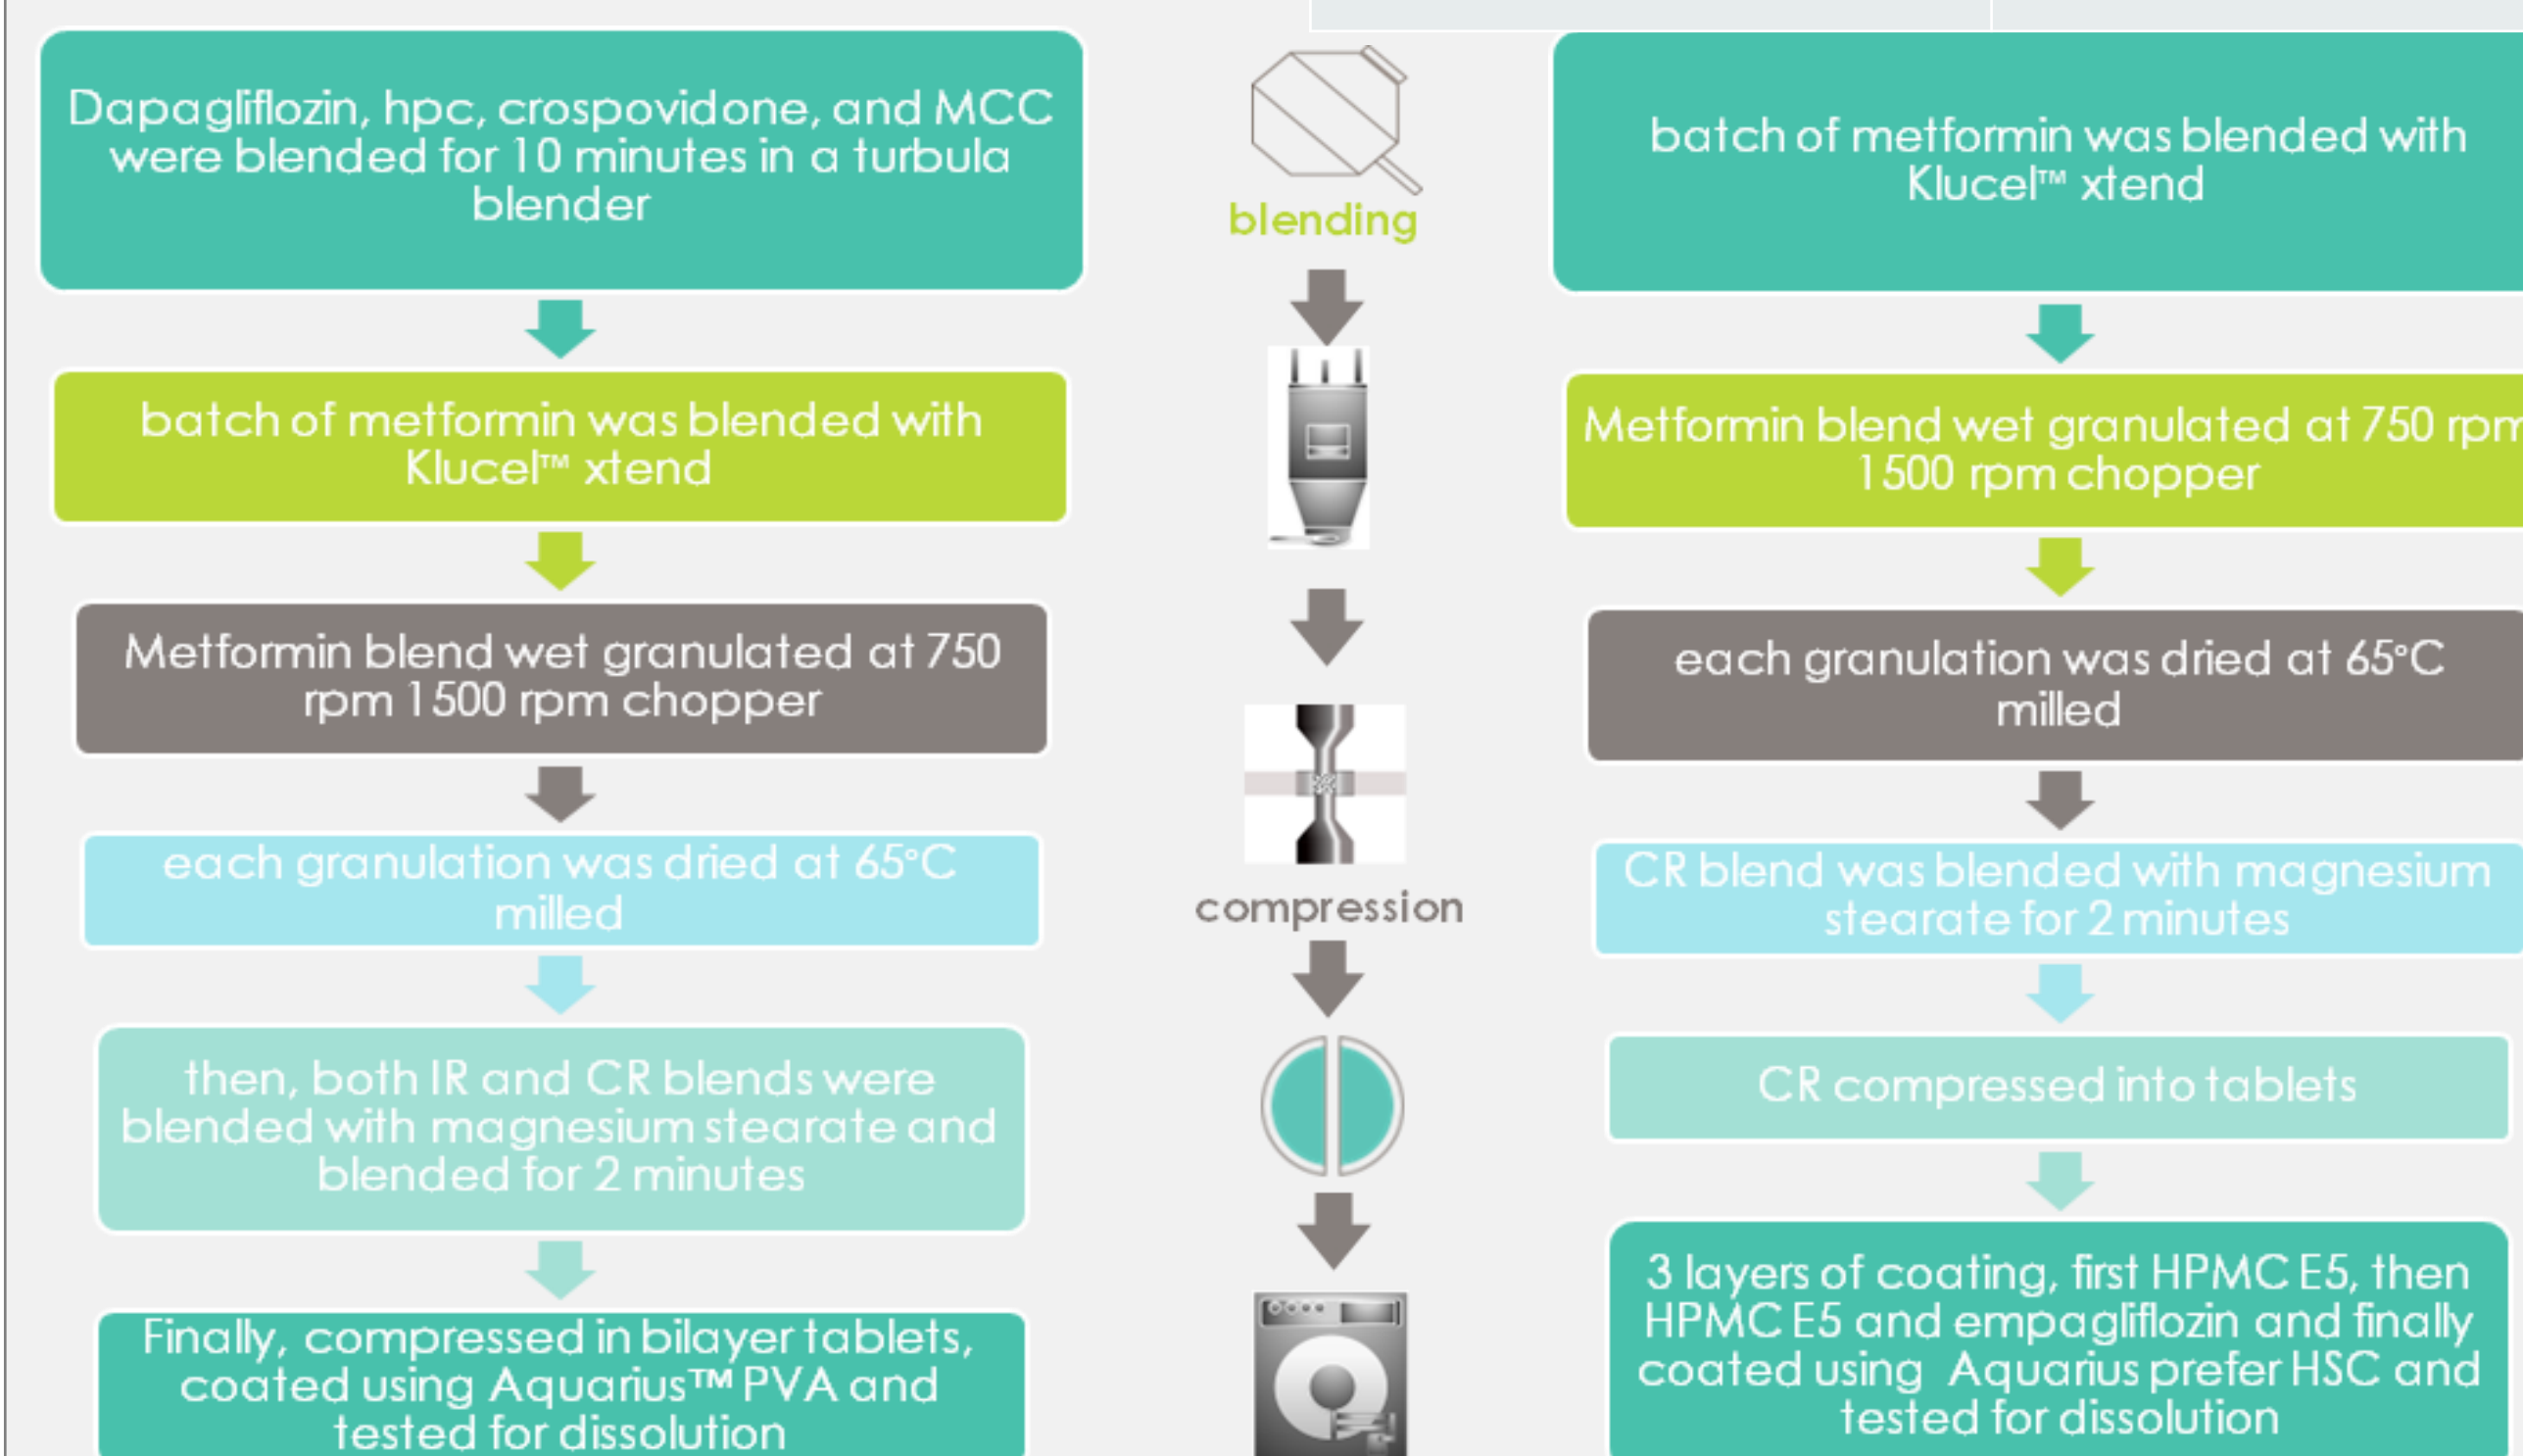 Dapagliflozin, hpc, crospovidone, and MCC
were blended for 10 minutes in a turbula
blender
batch of metformin was blended with
Klucel™ xtend
Metformin blend wet granulated at 750
rpm 1500 rpm chopper
each granulation was dried at 65°C
milled
then, both IR and CR blends were
blended with magnesium stearate and
blended for 2 minutes
Finally, compressed in bilayer tablets,
coated using Aquarius™ PVA and
tested for dissolution
blending
compression
batch of metformin was blended with
Klucel™ xtend
Metformin blend wet granulated at 750 rpm
1500 rpm chopper
each granulation was dried at 65°C
milled
CR blend was blended with magnesium
stearate for 2 minutes
CR compressed into tablets
3 layers of coating, first HPMC E5, then
HPMC E5 and empagliflozin and finally
coated using Aquarius prefer HSC and
tested for dissolution